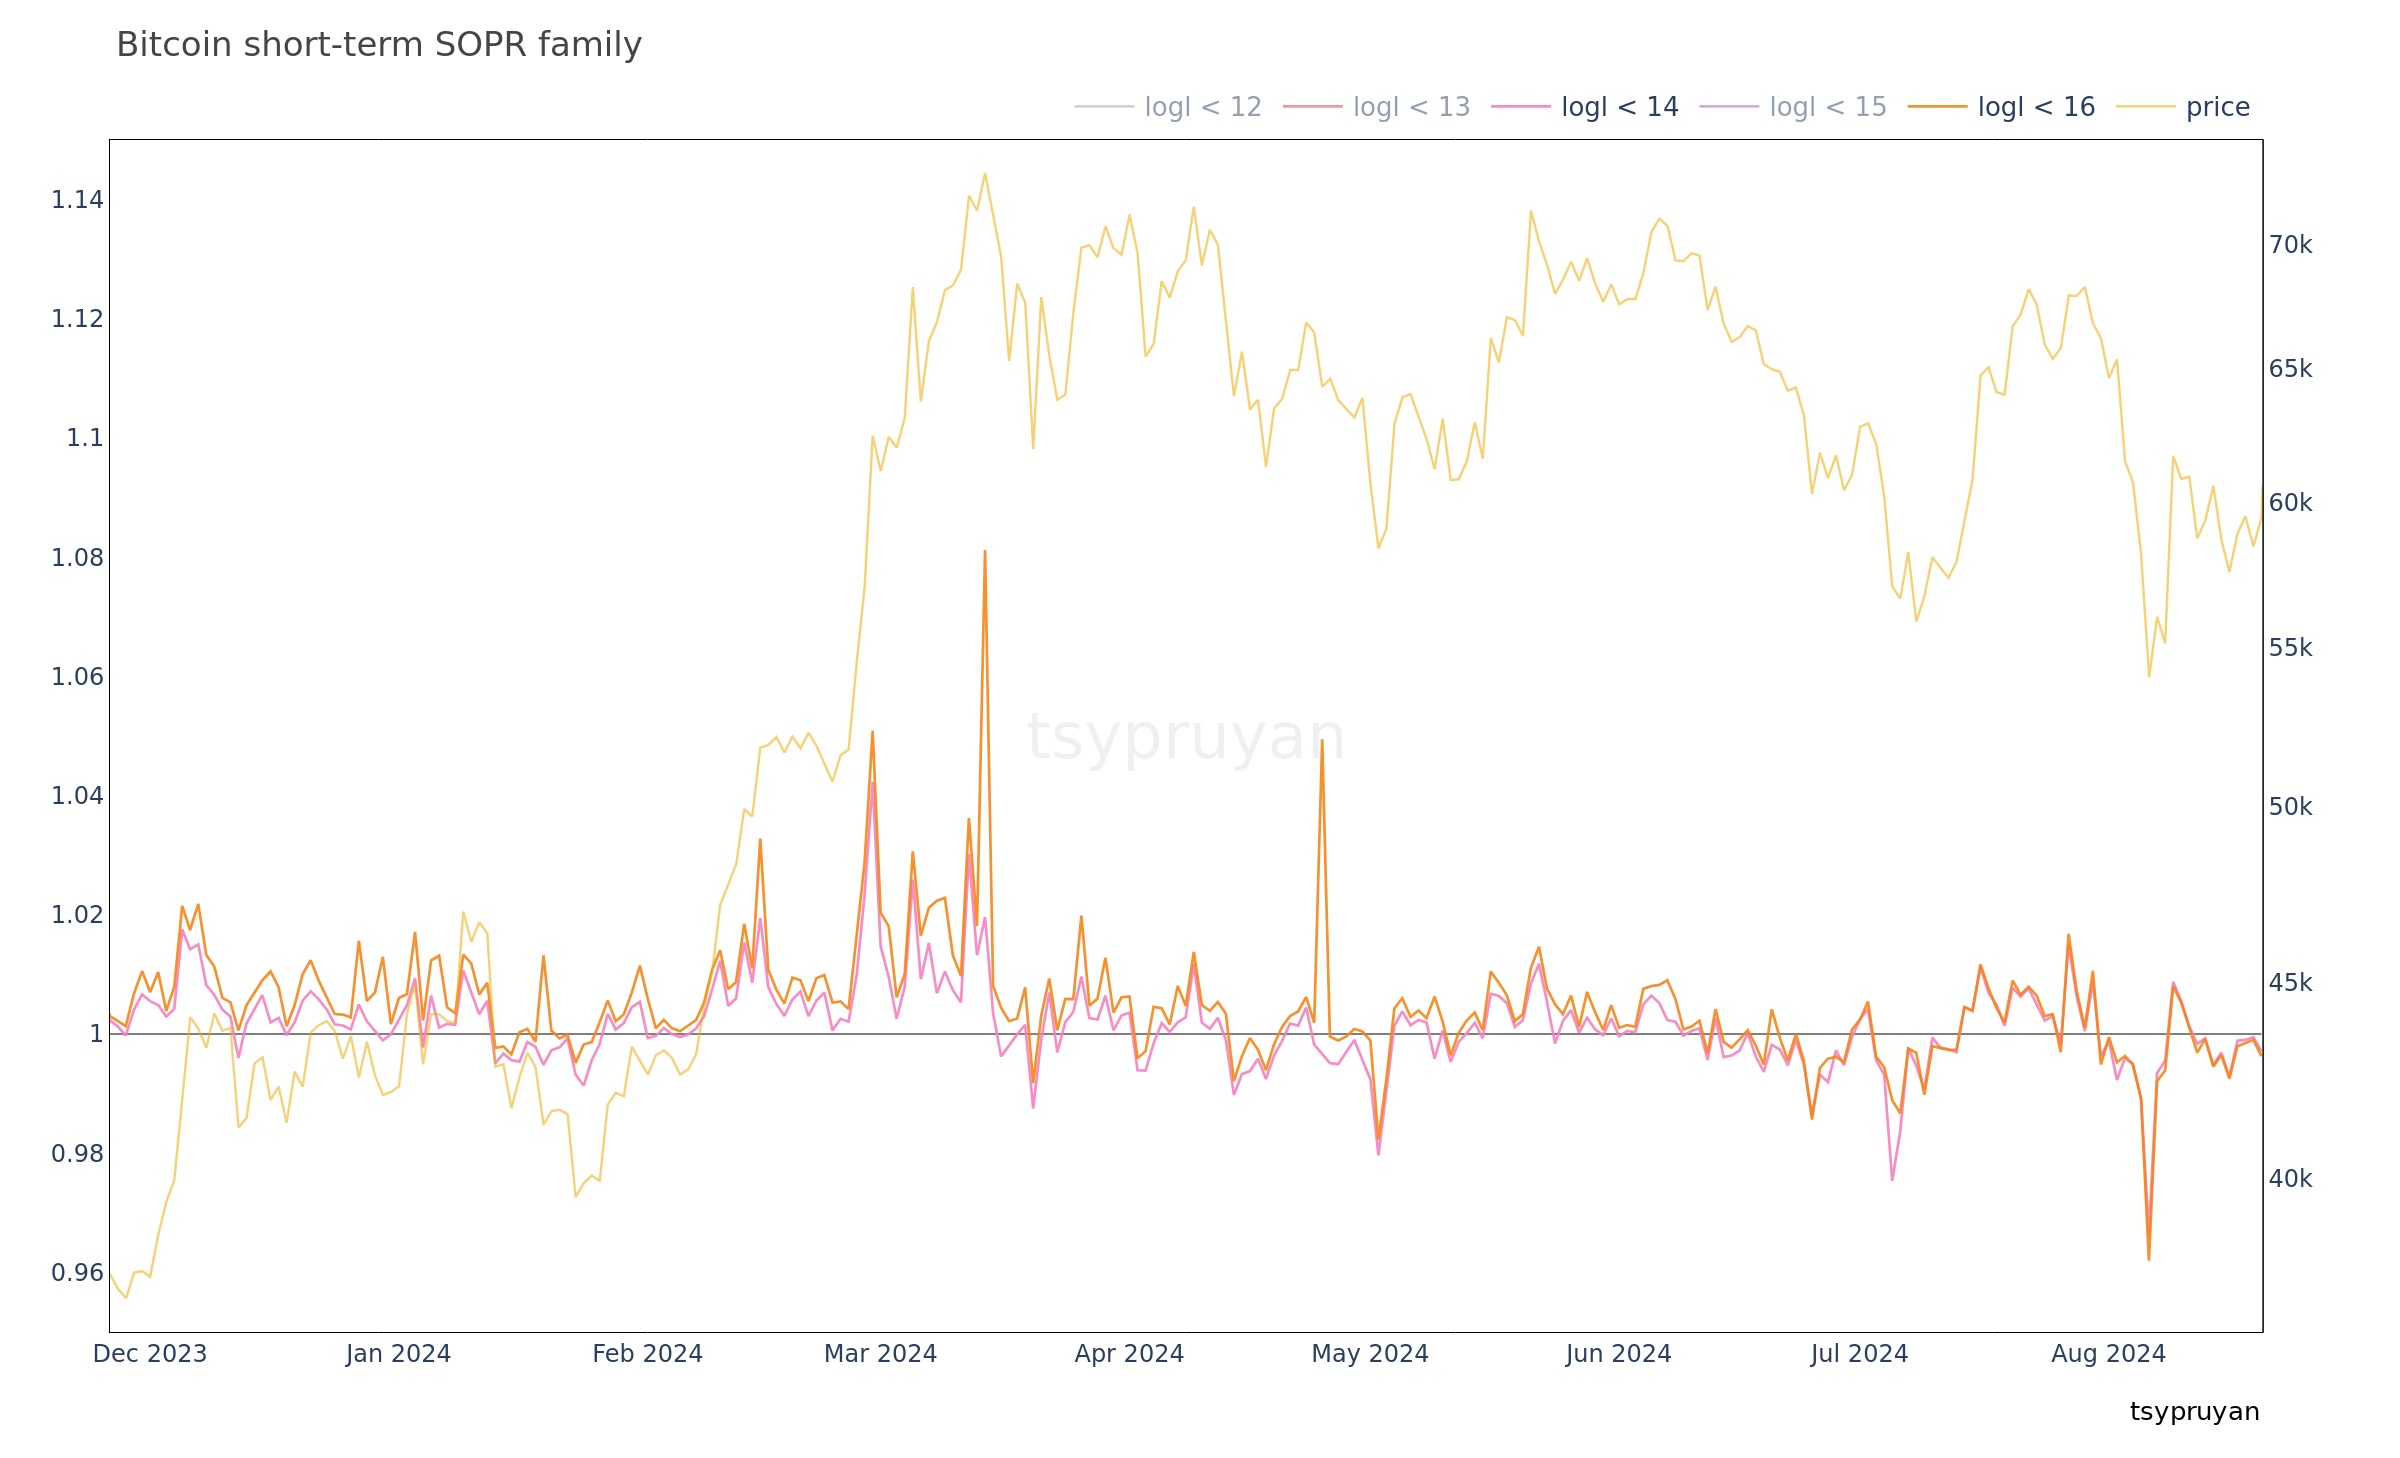 Bitcoin short-term SOPR family
logl < 12 logl < 13 logl < 14 logl < 15 logl < 16 price
1.14
1.12
1.1
1.08
1.06
1.04
1.02
1
0.98
0.96
70k
65k
60k
55k
50k
45k
40k
tsypruyan
Dec 2023 Jan 2024 Feb 2024 Mar 2024 Apr 2024 May 2024 Jun 2024 Jul 2024 Aug 2024
tsypruyan